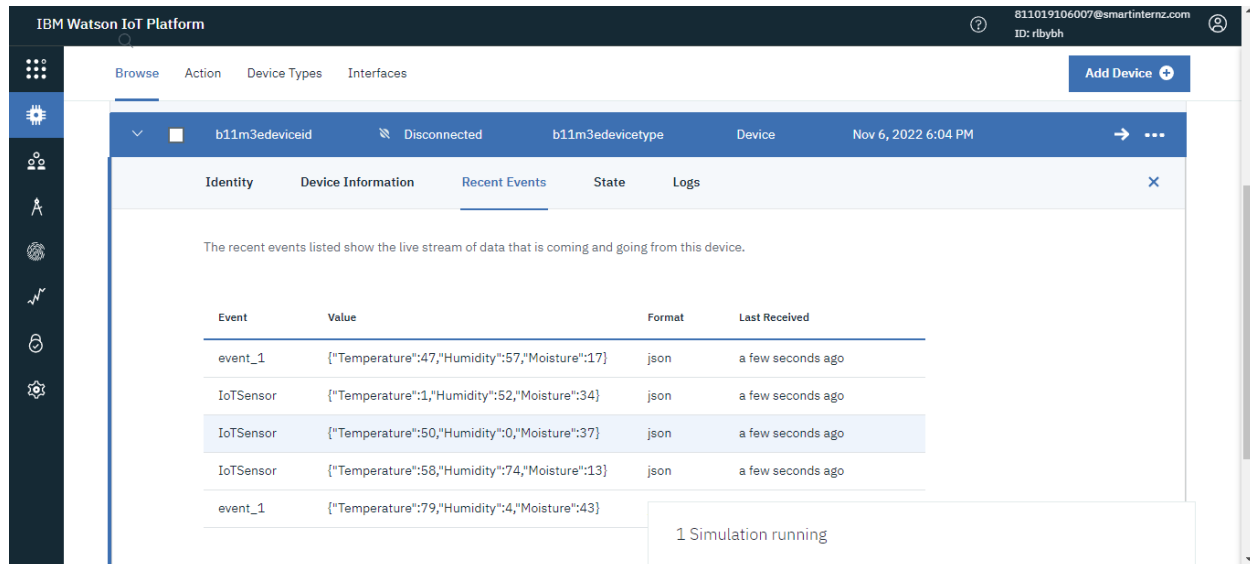 IBM Watson IoT Platform
811019106007@smartinternz.com
ID: rlbybh
Browse Action Device Types Interfaces Add Device
b11m3edeviceid Disconnected b11m3edevicetype Device Nov 6, 2022 6:04 PM
Identity Device Information Recent Events State Logs
The recent events listed show the live stream of data that is coming and going from this device.
Event Value Format Last Received
event_1 {"Temperature":47,"Humidity":57,"Moisture":17} json a few seconds ago
IoTSensor {"Temperature":1,"Humidity":52,"Moisture":34} json a few seconds ago
IoTSensor {"Temperature":50,"Humidity":0,"Moisture":37} json a few seconds ago
IoTSensor {"Temperature":58,"Humidity":74,"Moisture":13} json a few seconds ago
event_1 {"Temperature":79,"Humidity":4,"Moisture":43}
1 Simulation running